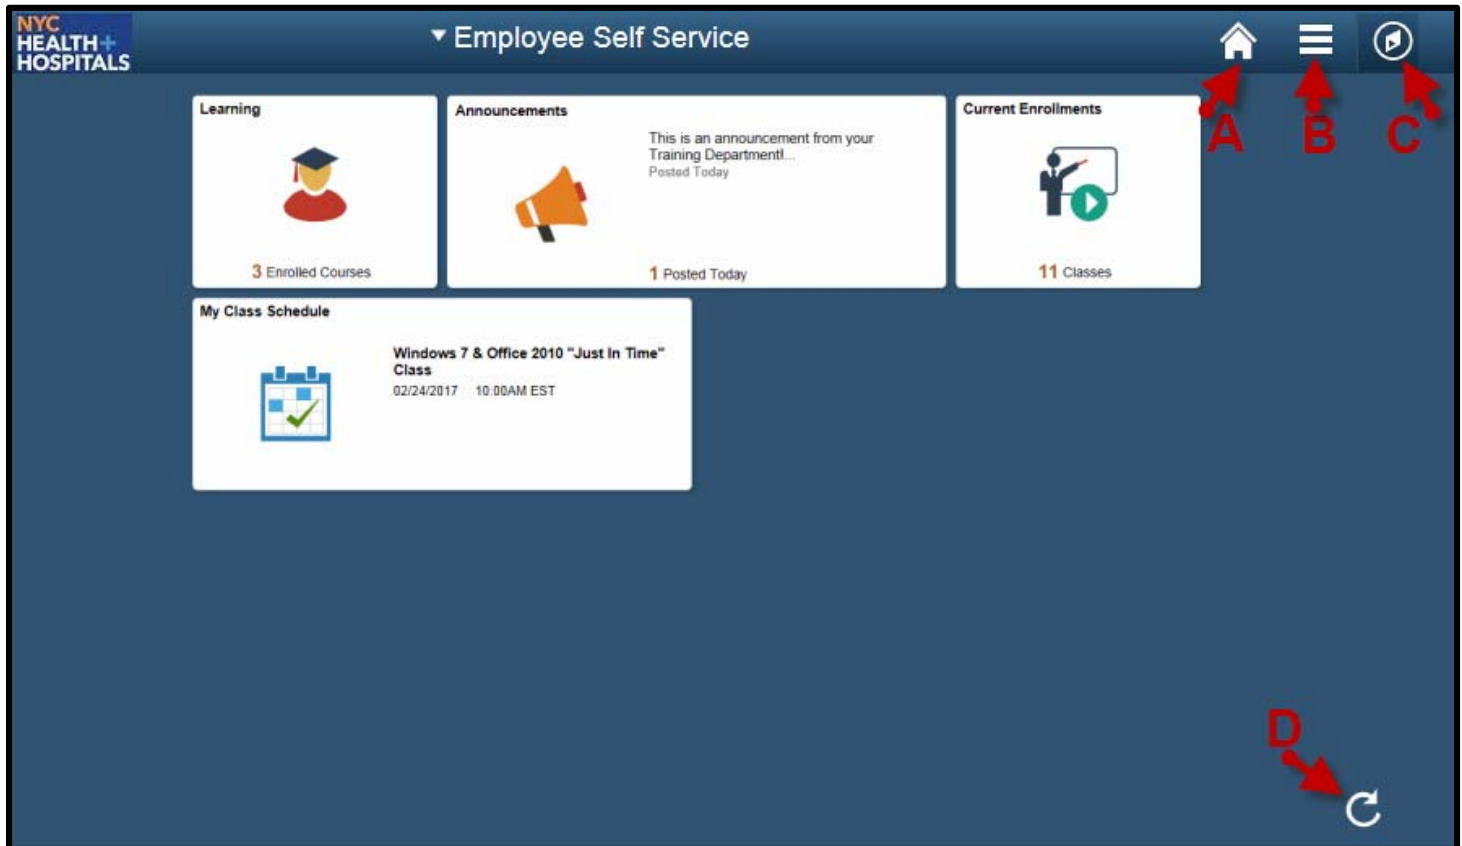 NYC
HEALTH+
HOSPITALS
Employee Self Service
A
B
C
Learning
3 Enrolled Courses
Announcements
This is an announcement from your
Training Department!...
Posted Today
1 Posted Today
Current Enrollments
11 Classes
My Class Schedule
Windows 7 & Office 2010 "Just In Time"
Class
02/24/2017 10:00AM EST
D